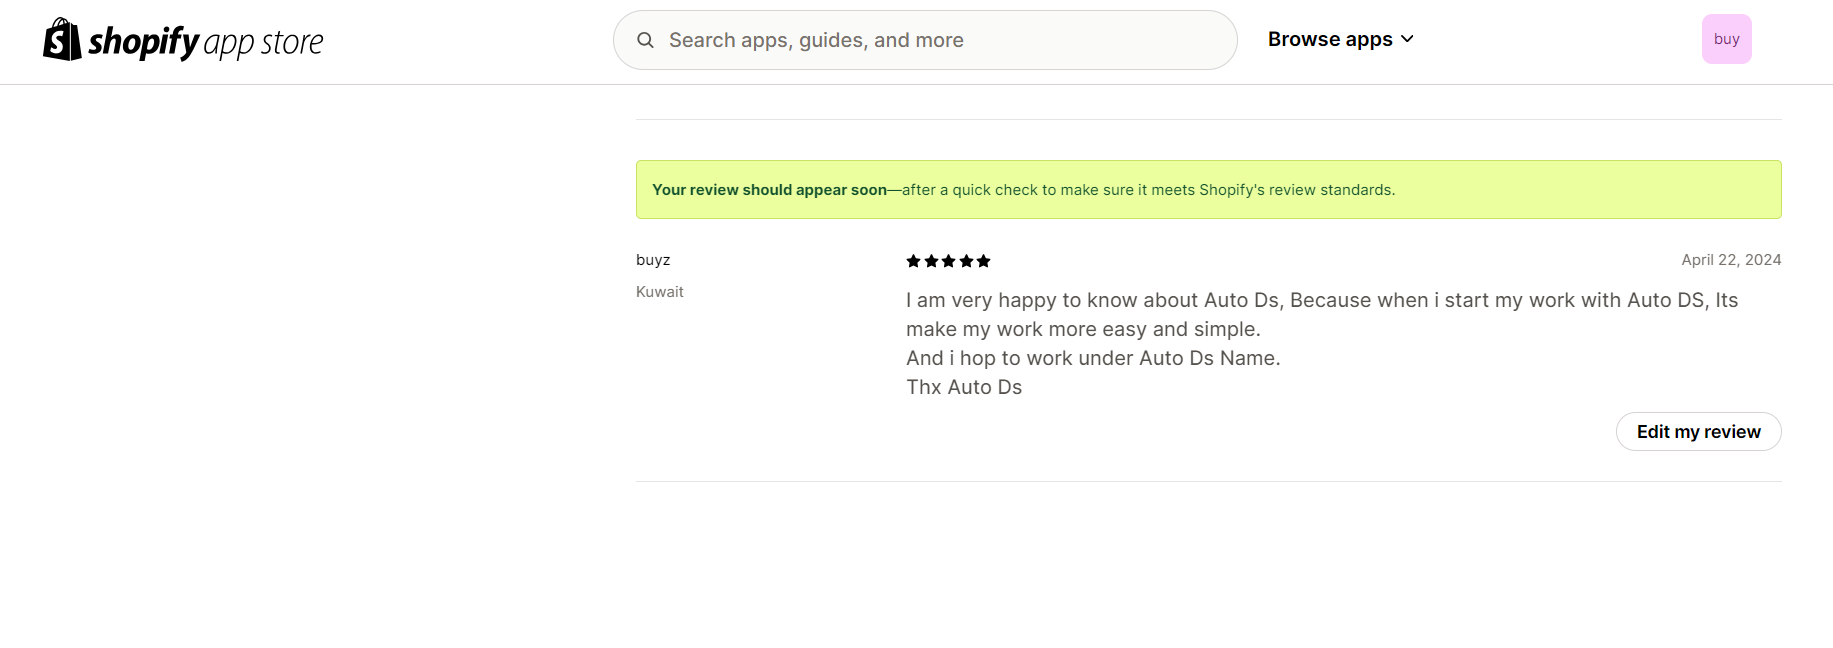 shopify app store
Search apps, guides, and more
Browse apps
buy
Your review should appear soon—after a quick check to make sure it meets Shopify's review standards.
buyz
Kuwait
April 22, 2024
I am very happy to know about Auto Ds, Because when i start my work with Auto DS, Its
make my work more easy and simple.
And i hop to work under Auto Ds Name.
Thx Auto Ds
Edit my review